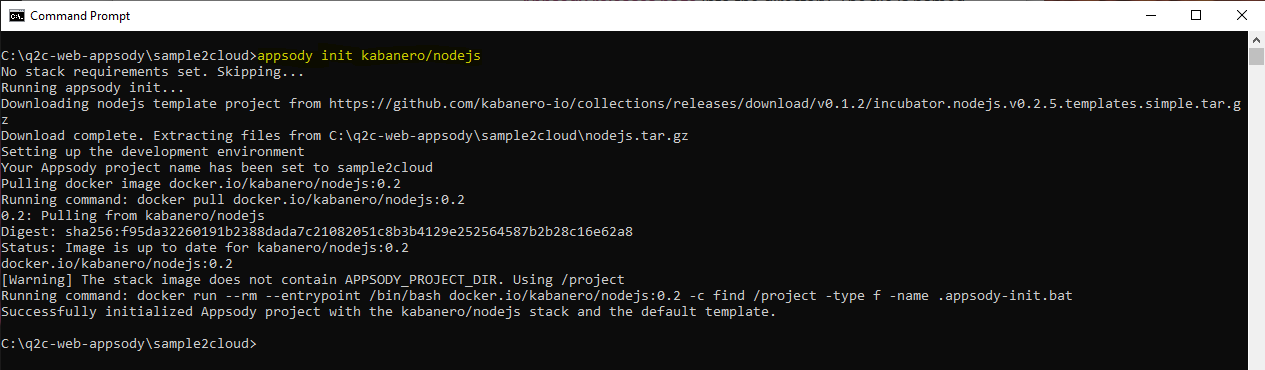 Command Prompt
C:\q2c-web-appsody\sample2cloud>appsody init kabanero/nodejs
No stack requirements set. Skipping...
Running appsody init...
Downloading nodejs template project from https://github.com/kabanero-io/collections/releases/download/v0.1.2/incubator.nodejs.v0.2.5.templates.simple.tar.g
z
Download complete. Extracting files from C:\q2c-web-appsody\sample2cloud\nodejs.tar.gz
Setting up the development environment
Your Appsody project name has been set to sample2cloud
Pulling docker image docker.io/kabanero/nodejs:0.2
Running command: docker pull docker.io/kabanero/nodejs:0.2
0.2: Pulling from kabanero/nodejs
Digest: sha256:f95da32260191b2388dada7c21082051c8b3b4129e252564587b2b28c16e62a8
Status: Image is up to date for kabanero/nodejs:0.2
docker.io/kabanero/nodejs:0.2
[Warning] The stack image does not contain APPSODY_PROJECT_DIR. Using /project
Running command: docker run --rm --entrypoint /bin/bash docker.io/kabanero/nodejs:0.2 -c find /project -type f -name .appsody-init.bat
Successfully initialized Appsody project with the kabanero/nodejs stack and the default template.
C:\q2c-web-appsody\sample2cloud>